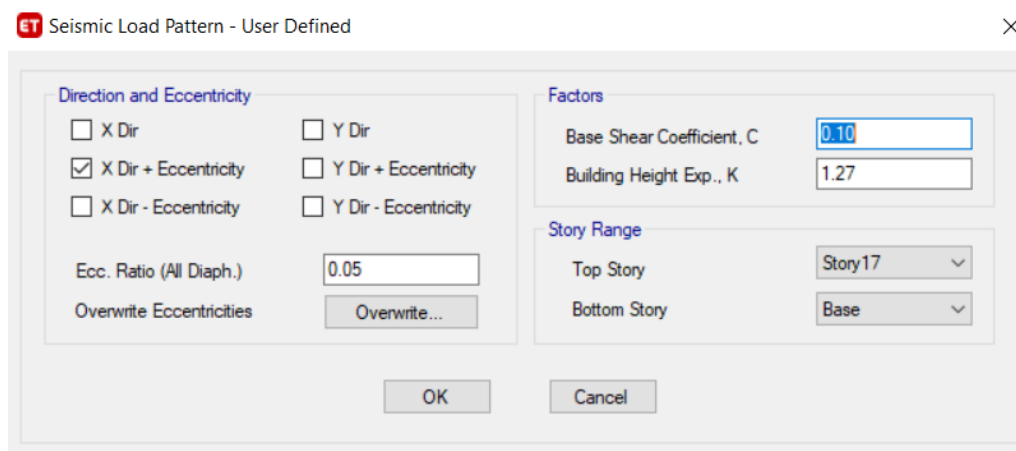 ET Seismic Load Pattern - User Defined
Direction and Eccentricity
X Dir
Y Dir
X Dir + Eccentricity
Y Dir + Eccentricity
X Dir - Eccentricity
Y Dir - Eccentricity
Ecc. Ratio (All Diaph.)
0.05
Overwrite Eccentricities
Overwrite...
Factors
Base Shear Coefficient, C
0.10
Building Height Exp., K
1.27
Story Range
Top Story
Story17
Bottom Story
Base
OK
Cancel